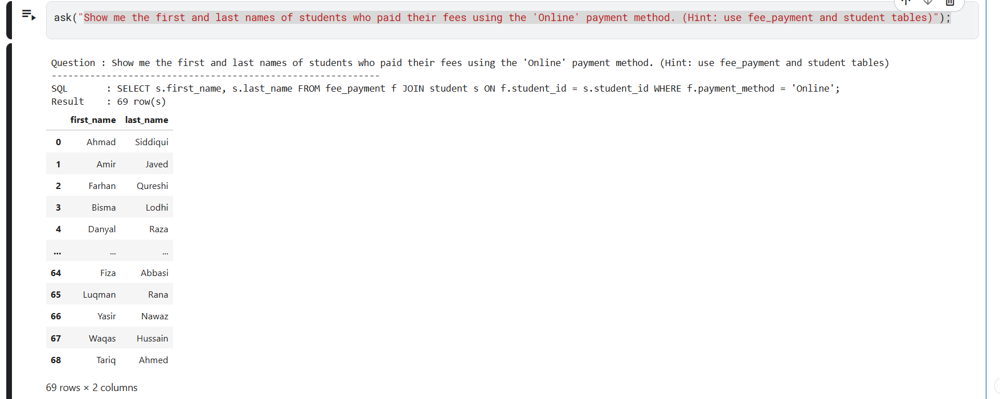 ask("Show me the first and last names of students who paid their fees using the 'Online' payment method. (Hint: use fee_payment and student tables)");
Question : Show me the first and last names of students who paid their fees using the 'Online' payment method. (Hint: use fee_payment and student tables)
------------------------------------------------------------
SQL       : SELECT s.first_name, s.last_name FROM fee_payment f JOIN student s ON f.student_id = s.student_id WHERE f.payment_method = 'Online';
Result    : 69 row(s)
first_name last_name
0 Ahmad Siddiqui
1 Amir Javed
2 Farhan Qureshi
3 Bisma Lodhi
4 Danyal Raza
... ... ...
64 Fiza Abbasi
65 Luqman Rana
66 Yasir Nawaz
67 Waqas Hussain
68 Tariq Ahmed
69 rows × 2 columns